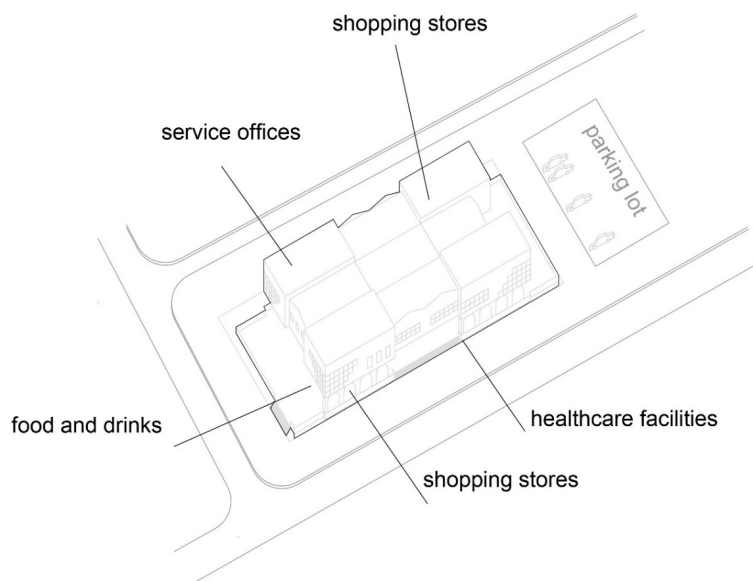 shopping stores
service offices
parking lot
food and drinks
healthcare facilities
shopping stores